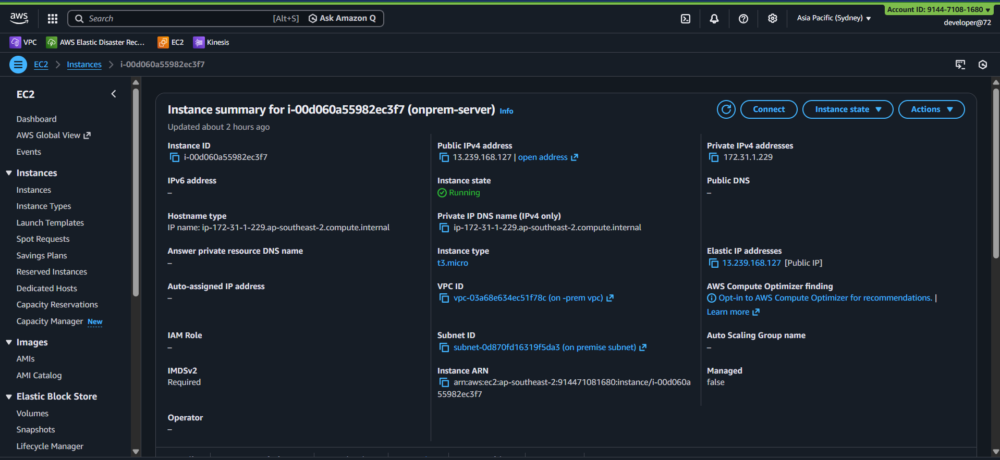 aws
Search
[Alt+S]
Ask Amazon Q
Asia Pacific (Sydney)
Account ID: 9144-7108-1680
developer@72
VPC
AWS Elastic Disaster Rec...
EC2
Kinesis
EC2
Instances
i-00d060a55982ec3f7
EC2
Dashboard
AWS Global View
Events
Instances
Instances
Instance Types
Launch Templates
Spot Requests
Savings Plans
Reserved Instances
Dedicated Hosts
Capacity Reservations
Capacity Manager New
Images
AMIs
AMI Catalog
Elastic Block Store
Volumes
Snapshots
Lifecycle Manager
Instance summary for i-00d060a55982ec3f7 (onprem-server) Info
Updated about 2 hours ago
Connect
Instance state
Actions
Instance ID
i-00d060a55982ec3f7
Public IPv4 address
13.239.168.127 | open address
Private IPv4 addresses
172.31.1.229
IPv6 address
–
Instance state
Running
Public DNS
–
Hostname type
IP name: ip-172-31-1-229.ap-southeast-2.compute.internal
Private IP DNS name (IPv4 only)
ip-172-31-1-229.ap-southeast-2.compute.internal
Answer private resource DNS name
–
Instance type
t3.micro
Elastic IP addresses
13.239.168.127 [Public IP]
Auto-assigned IP address
–
VPC ID
vpc-03a68e634ec51f78c (on -prem vpc)
AWS Compute Optimizer finding
Opt-in to AWS Compute Optimizer for recommendations. |
Learn more
IAM Role
–
Subnet ID
subnet-0d870fd16319f5da3 (on premise subnet)
Auto Scaling Group name
–
IMDSv2
Required
Instance ARN
arn:aws:ec2:ap-southeast-2:914471081680:instance/i-00d060a
55982ec3f7
Managed
false
Operator
–